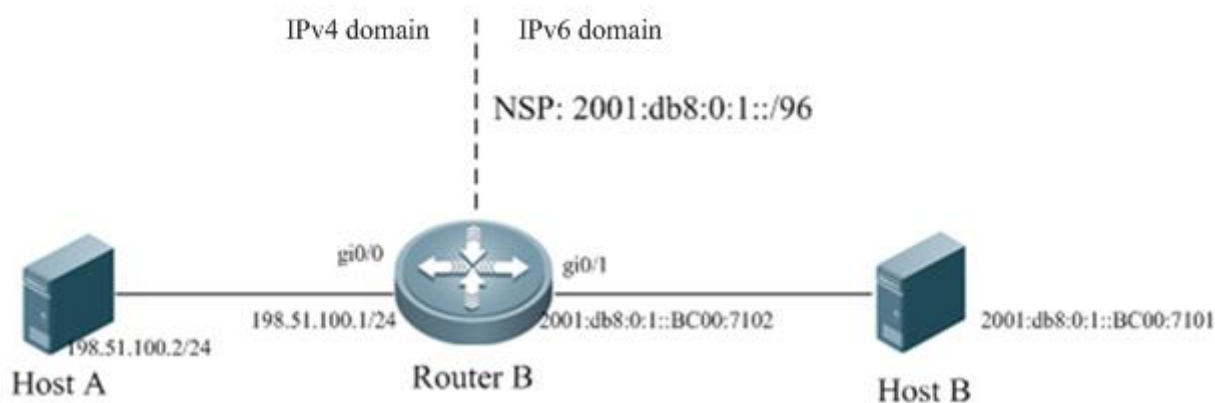 IPv4 domain
IPv6 domain
NSP: 2001:db8:0:1::/96
gi0/0
gi0/1
198.51.100.1/24
2001:db8:0:1::BC00:7102
2001:db8:0:1::BC00:7101
198.51.100.2/24
Host A
Router B
Host B